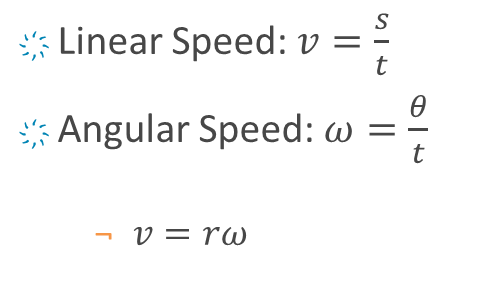 Linear Speed: v = s/t
Angular Speed: ω = θ/t
¬ v = rω